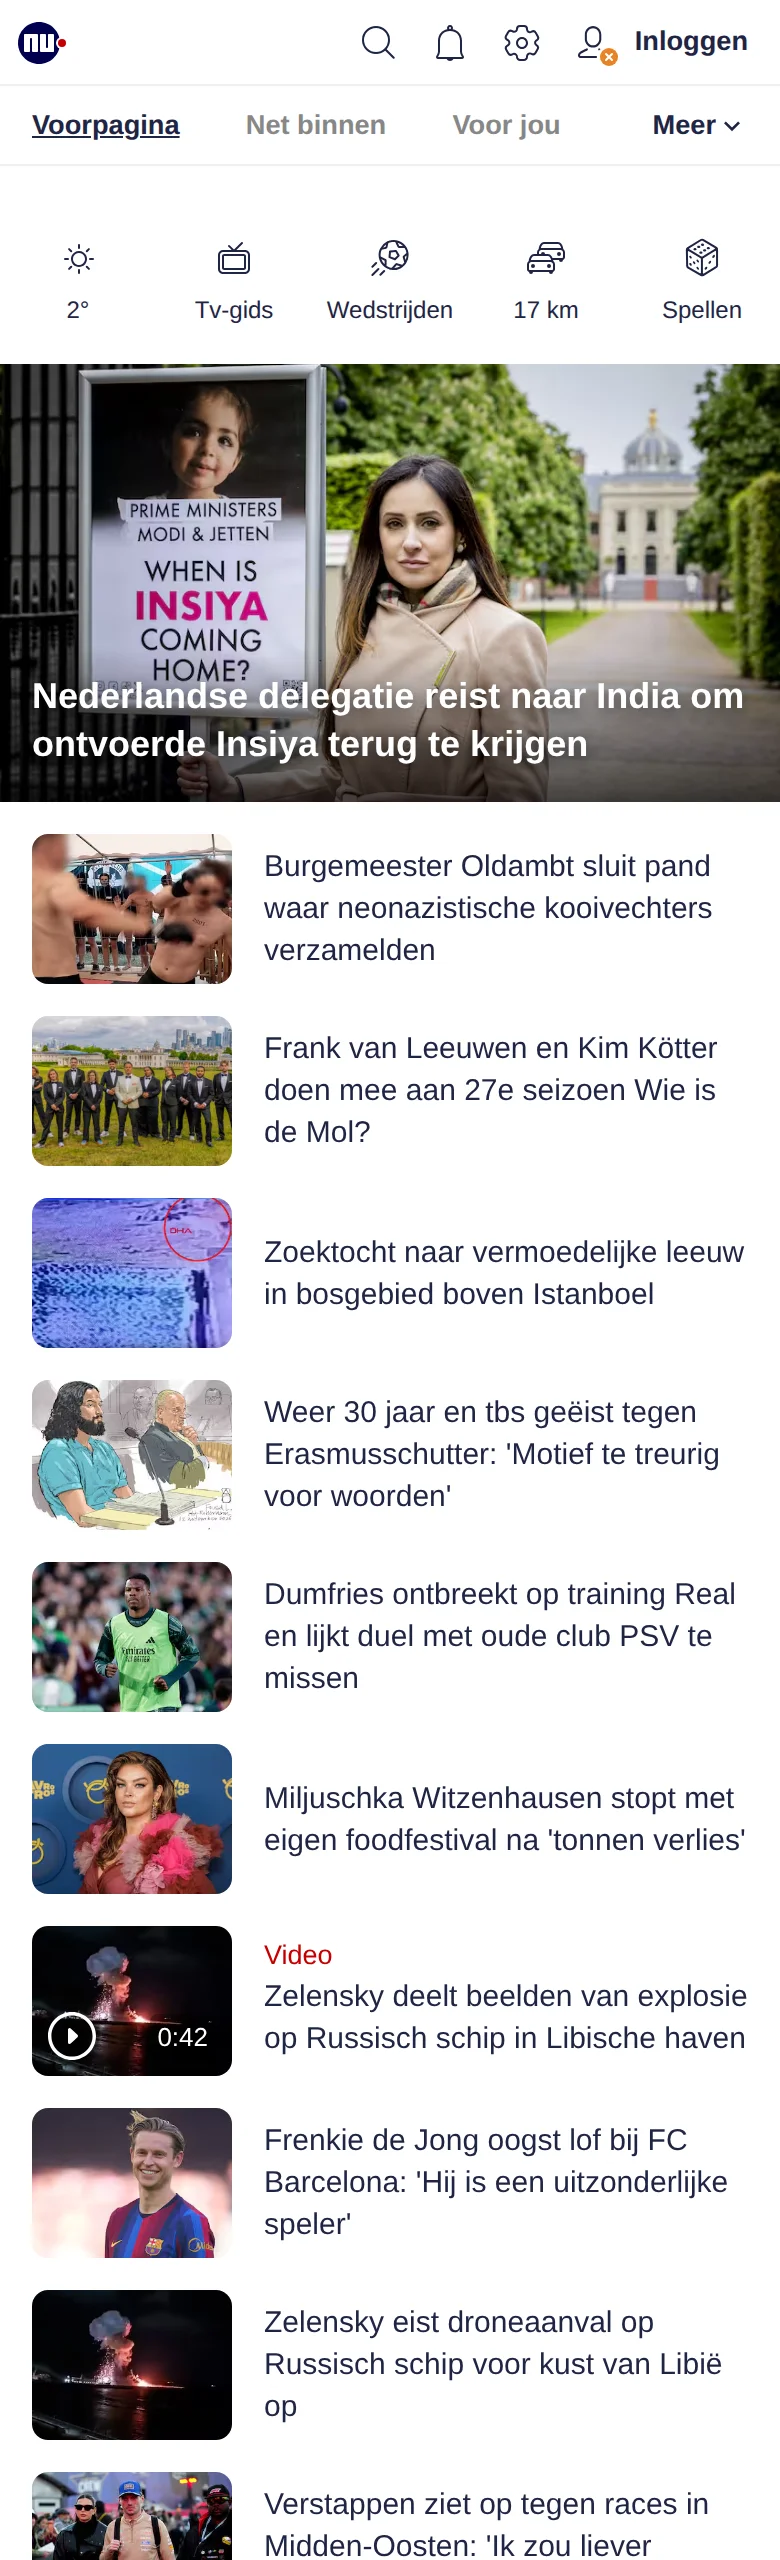 nu
Inloggen
Voorpagina
Net binnen
Voor jou
Meer
2°
Tv-gids
Wedstrijden
17 km
Spellen
PRIME MINISTERS
MODI & JETTEN
WHEN IS
INSIYA
COMING
HOME?
Nederlandse delegatie reist naar India om
ontvoerde Insiya terug te krijgen
Burgemeester Oldambt sluit pand
waar neonazistische kooivechters
verzamelden
Frank van Leeuwen en Kim Kötter
doen mee aan 27e seizoen Wie is
de Mol?
DHA
Zoektocht naar vermoedelijke leeuw
in bosgebied boven Istanboel
Weer 30 jaar en tbs geëist tegen
Erasmusschutter: 'Motief te treurig
voor woorden'
Emirates
FLY BETTER
Dumfries ontbreekt op training Real
en lijkt duel met oude club PSV te
missen
Miljuschka Witzenhausen stopt met
eigen foodfestival na 'tonnen verlies'
0:42
Video
Zelensky deelt beelden van explosie
op Russisch schip in Libische haven
Frenkie de Jong oogst lof bij FC
Barcelona: 'Hij is een uitzonderlijke
speler'
Zelensky eist droneaanval op
Russisch schip voor kust van Libië
op
Verstappen ziet op tegen races in
Midden-Oosten: 'Ik zou liever